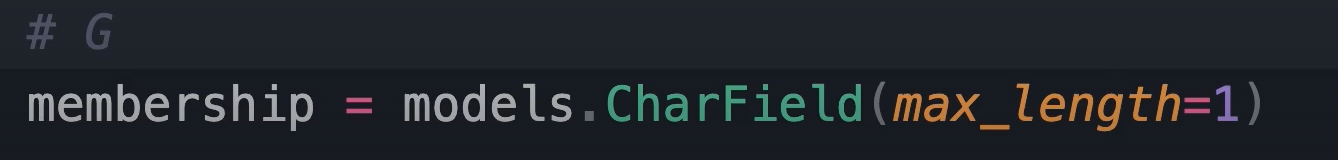 # G
membership = models.CharField(max_length=1)